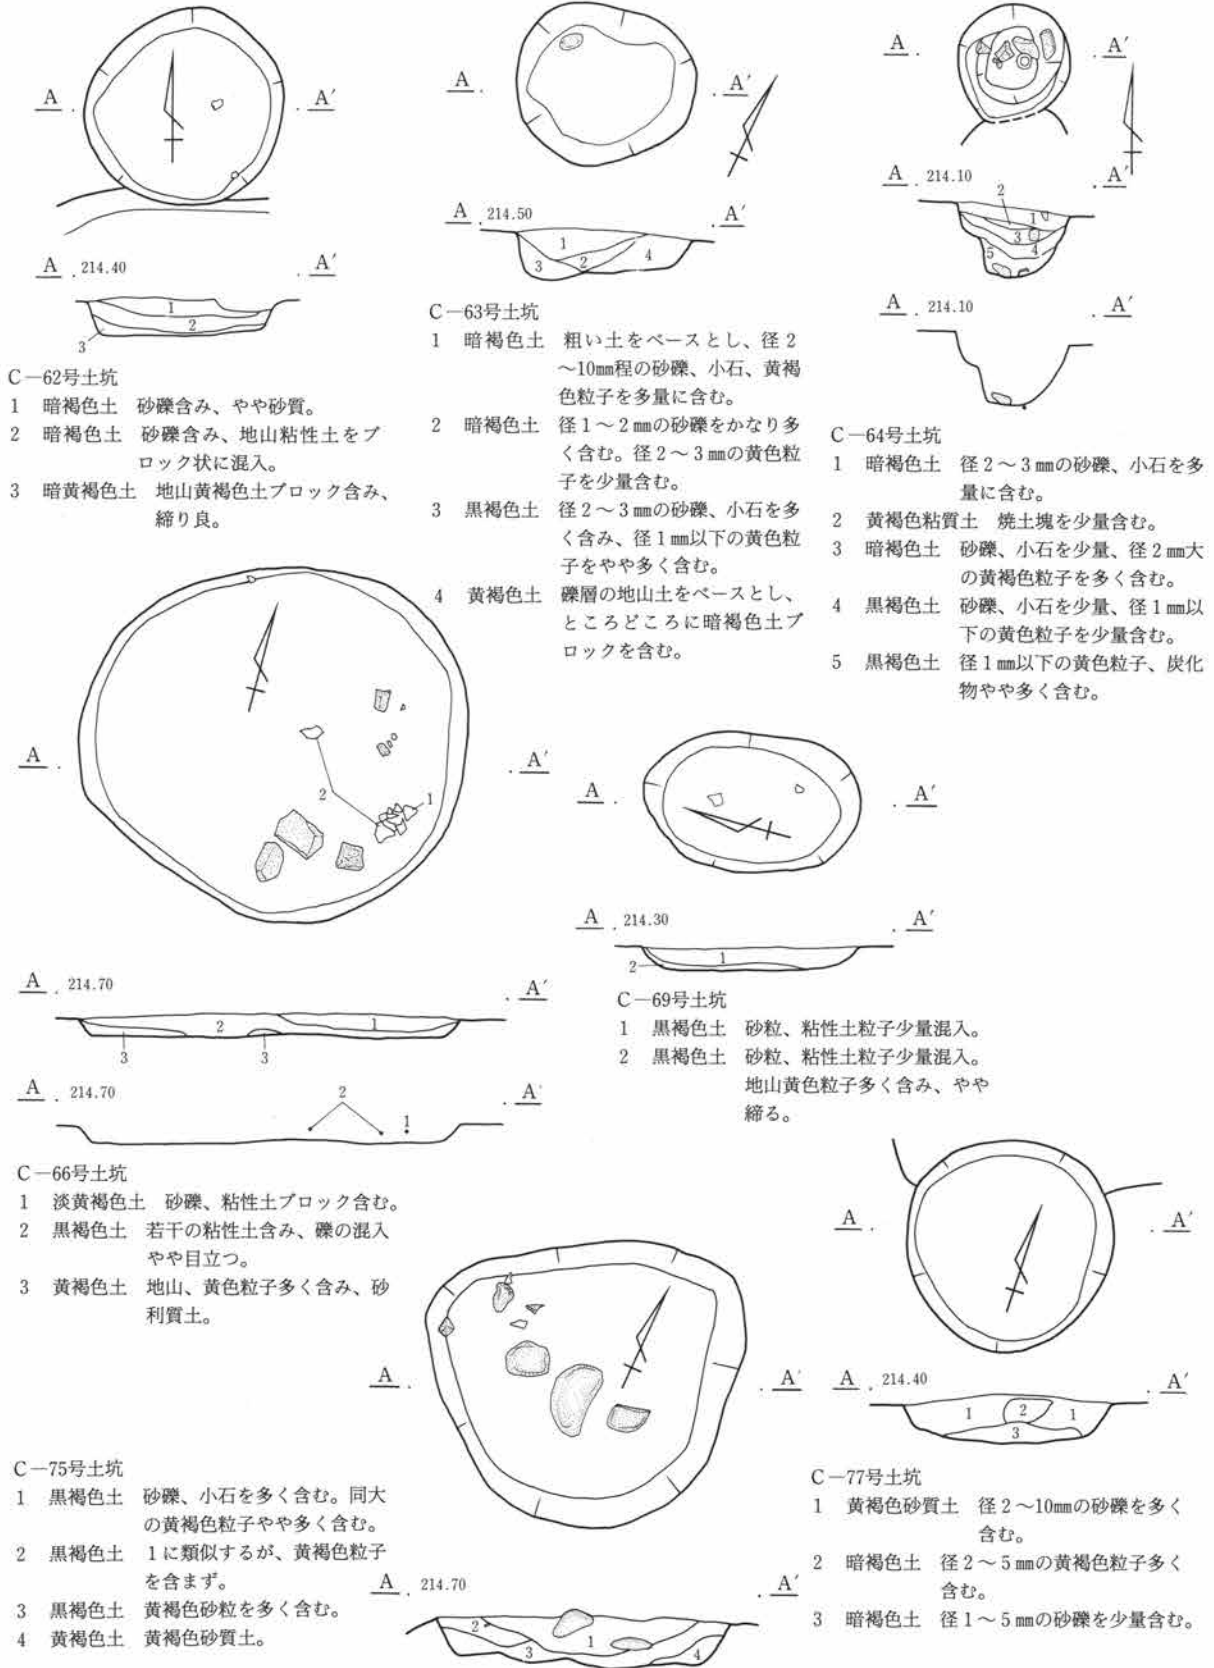 A . . A′
A . 214.40 . A′
1
2
3
C—62号土坑
1 暗褐色土 砂礫含み、やや砂質。
2 暗褐色土 砂礫含み、地山粘性土をブ
ロック状に混入。
3 暗黄褐色土 地山黄褐色土ブロック含み、
締り良。
A . . A′
A . 214.50 . A′
1
2
3
4
C—63号土坑
1 暗褐色土 粗い土をベースとし、径2
～10㎜程の砂礫、小石、黄褐
色粒子を多量に含む。
2 暗褐色土 径1～2㎜の砂礫をかなり多
く含む。径2～3㎜の黄色粒
子を少量含む。
3 黒褐色土 径2～3㎜の砂礫、小石を多
く含み、径1㎜以下の黄色粒
子をやや多く含む。
4 黄褐色土 礫層の地山土をベースとし、
ところどころに暗褐色土ブ
ロックを含む。
A . . A′
A . 214.10 . A′
2
1
3
4
5
A . 214.10 . A′
C—64号土坑
1 暗褐色土 径2～3㎜の砂礫、小石を多
量に含む。
2 黄褐色粘質土 焼土塊を少量含む。
3 暗褐色土 砂礫、小石を少量、径2㎜大
の黄褐色粒子を多く含む。
4 黒褐色土 砂礫、小石を少量、径1㎜以
下の黄色粒子を少量含む。
5 黒褐色土 径1㎜以下の黄色粒子、炭化
物やや多く含む。
A . . A′
2
1
A . 214.70 . A′
2
1
3
3
A . 214.70 . A′
2
1
C—66号土坑
1 淡黄褐色土 砂礫、粘性土ブロック含む。
2 黒褐色土 若干の粘性土含み、礫の混入
やや目立つ。
3 黄褐色土 地山、黄色粒子多く含み、砂
利質土。
A . . A′
A . 214.30 . A′
1
2
C—69号土坑
1 黒褐色土 砂粒、粘性土粒子少量混入。
2 黒褐色土 砂粒、粘性土粒子少量混入。
地山黄色粒子多く含み、やや
締る。
A . . A′
A . 214.70 . A′
2
1
3
4
C—75号土坑
1 黒褐色土 砂礫、小石を多く含む。同大
の黄褐色粒子やや多く含む。
2 黒褐色土 1に類似するが、黄褐色粒子
を含まず。
3 黒褐色土 黄褐色砂粒を多く含む。
4 黄褐色土 黄褐色砂質土。
A . . A′
A . 214.40 . A′
1
2
1
3
C—77号土坑
1 黄褐色砂質土 径2～10㎜の砂礫を多く
含む。
2 暗褐色土 径2～5㎜の黄褐色粒子多く
含む。
3 暗褐色土 径1～5㎜の砂礫を少量含む。